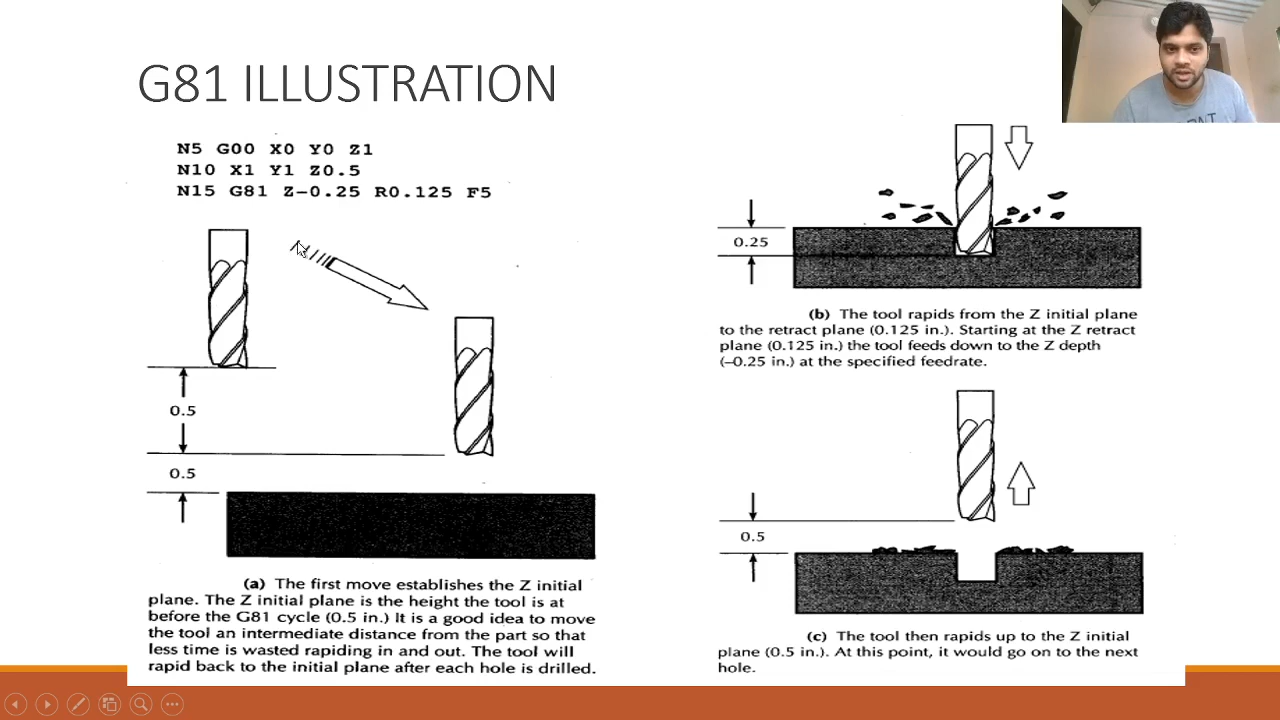 G81 ILLUSTRATION
N5 G00 X0 Y0 Z1
N10 X1 Y1 Z0.5
N15 G81 Z-0.25 R0.125 F5
0.5
0.5
(a) The first move establishes the Z initial
plane. The Z initial plane is the height the tool is at
before the G81 cycle (0.5 in.) It is a good idea to move
the tool an intermediate distance from the part so that
less time is wasted rapiding in and out. The tool will
rapid back to the initial plane after each hole is drilled.
0.25
(b) The tool rapids from the Z initial plane
to the retract plane (0.125 in.). Starting at the Z retract
plane (0.125 in.) the tool feeds down to the Z depth
(-0.25 in.) at the specified feedrate.
0.5
(c) The tool then rapids up to the Z initial
plane (0.5 in.). At this point, it would go on to the next
hole.